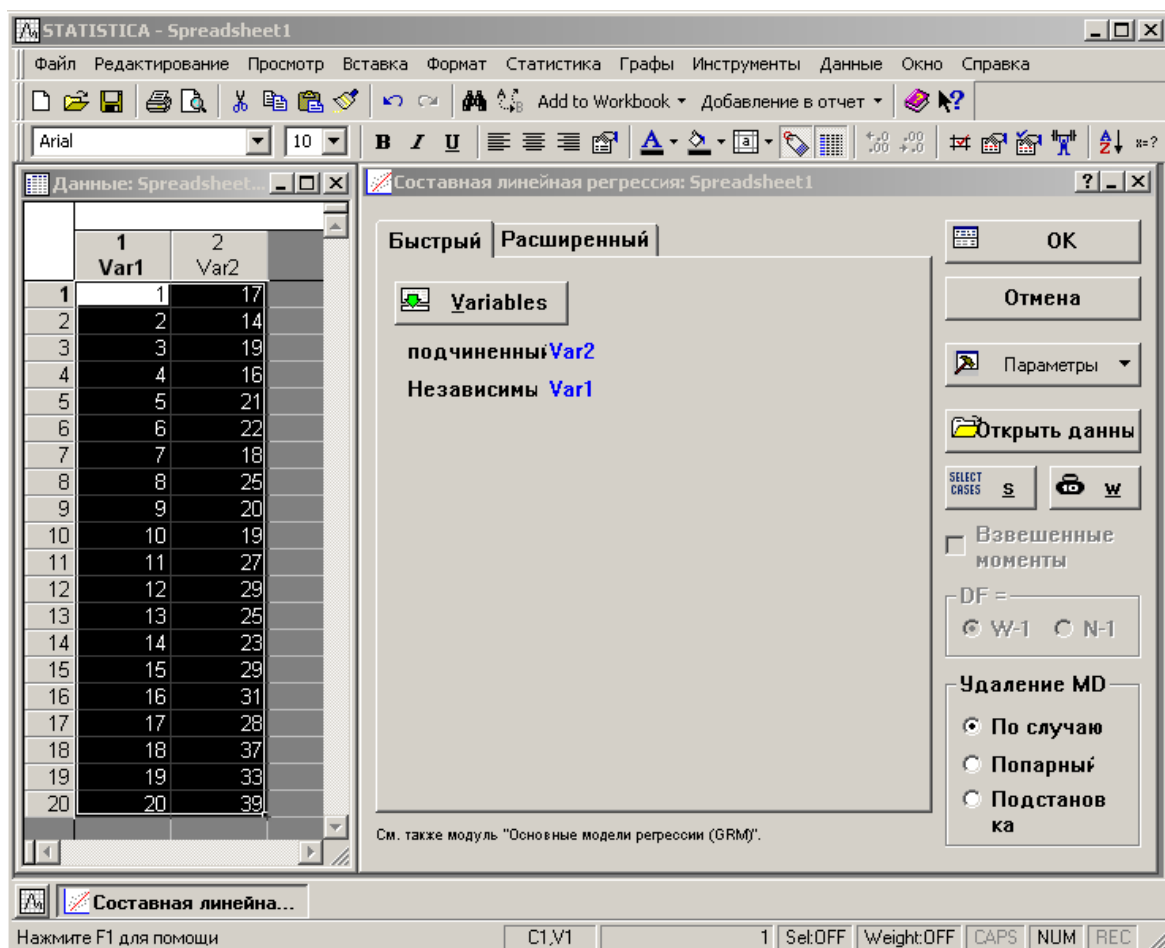 STATISTICA - Spreadsheet1
Файл Редактирование Просмотр Вставка Формат Статистика Графы Инструменты Данные Окно Справка
Add to Workbook Добавление в отчет
Arial 10 B I U
Данные: Spreadsheet...
1 2
Var1 Var2
1 1 17
2 2 14
3 3 19
4 4 16
5 5 21
6 6 22
7 7 18
8 8 25
9 9 20
10 10 19
11 11 27
12 12 29
13 13 25
14 14 23
15 15 29
16 16 31
17 17 28
18 18 37
19 19 33
20 20 39
Составная линейная регрессия: Spreadsheet1
Быстрый Расширенный
Variables
подчиненны Var2
Независимы Var1
См. также модуль "Основные модели регрессии (GRM)".
OK
Отмена
Параметры
Открыть данны
SELECT CASES S W
Взвешенные
моменты
DF =
W-1 N-1
Удаление MD
По случаю
Попарный
Подстанов
ка
Составная линейна...
Нажмите F1 для помощи C1,V1 1 Sel:OFF Weight:OFF CAPS NUM REC